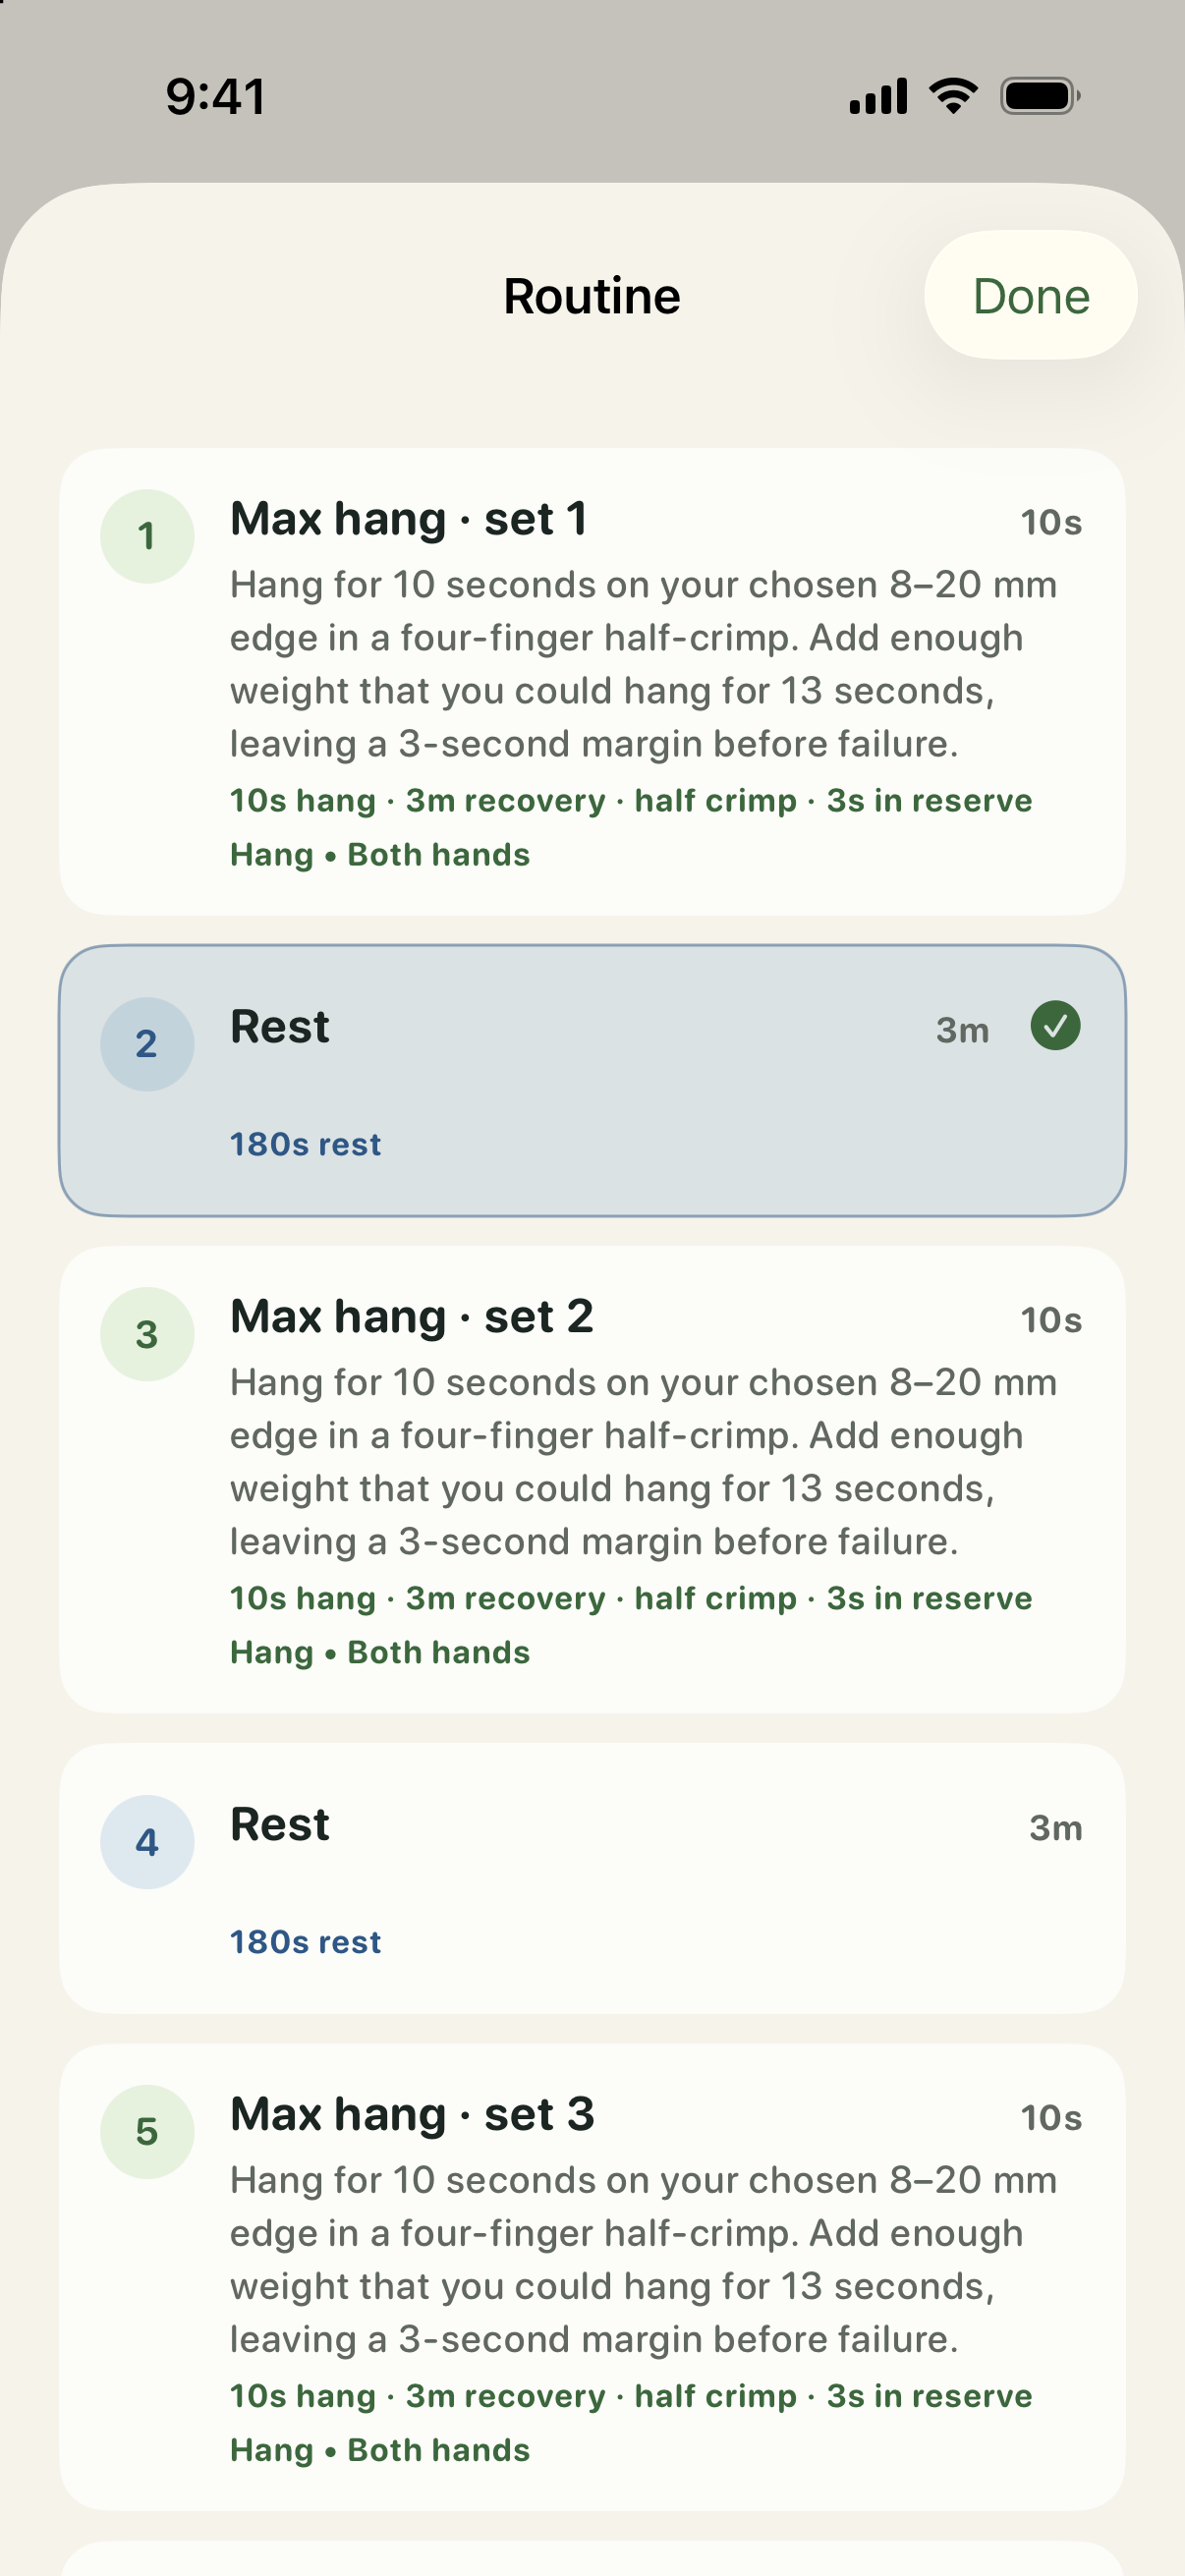 9:41
Routine
Done
1
Max hang · set 1
10s
Hang for 10 seconds on your chosen 8–20 mm
edge in a four-finger half-crimp. Add enough
weight that you could hang for 13 seconds,
leaving a 3-second margin before failure.
10s hang · 3m recovery · half crimp · 3s in reserve
Hang • Both hands
2
Rest
3m
180s rest
3
Max hang · set 2
10s
Hang for 10 seconds on your chosen 8–20 mm
edge in a four-finger half-crimp. Add enough
weight that you could hang for 13 seconds,
leaving a 3-second margin before failure.
10s hang · 3m recovery · half crimp · 3s in reserve
Hang • Both hands
4
Rest
3m
180s rest
5
Max hang · set 3
10s
Hang for 10 seconds on your chosen 8–20 mm
edge in a four-finger half-crimp. Add enough
weight that you could hang for 13 seconds,
leaving a 3-second margin before failure.
10s hang · 3m recovery · half crimp · 3s in reserve
Hang • Both hands